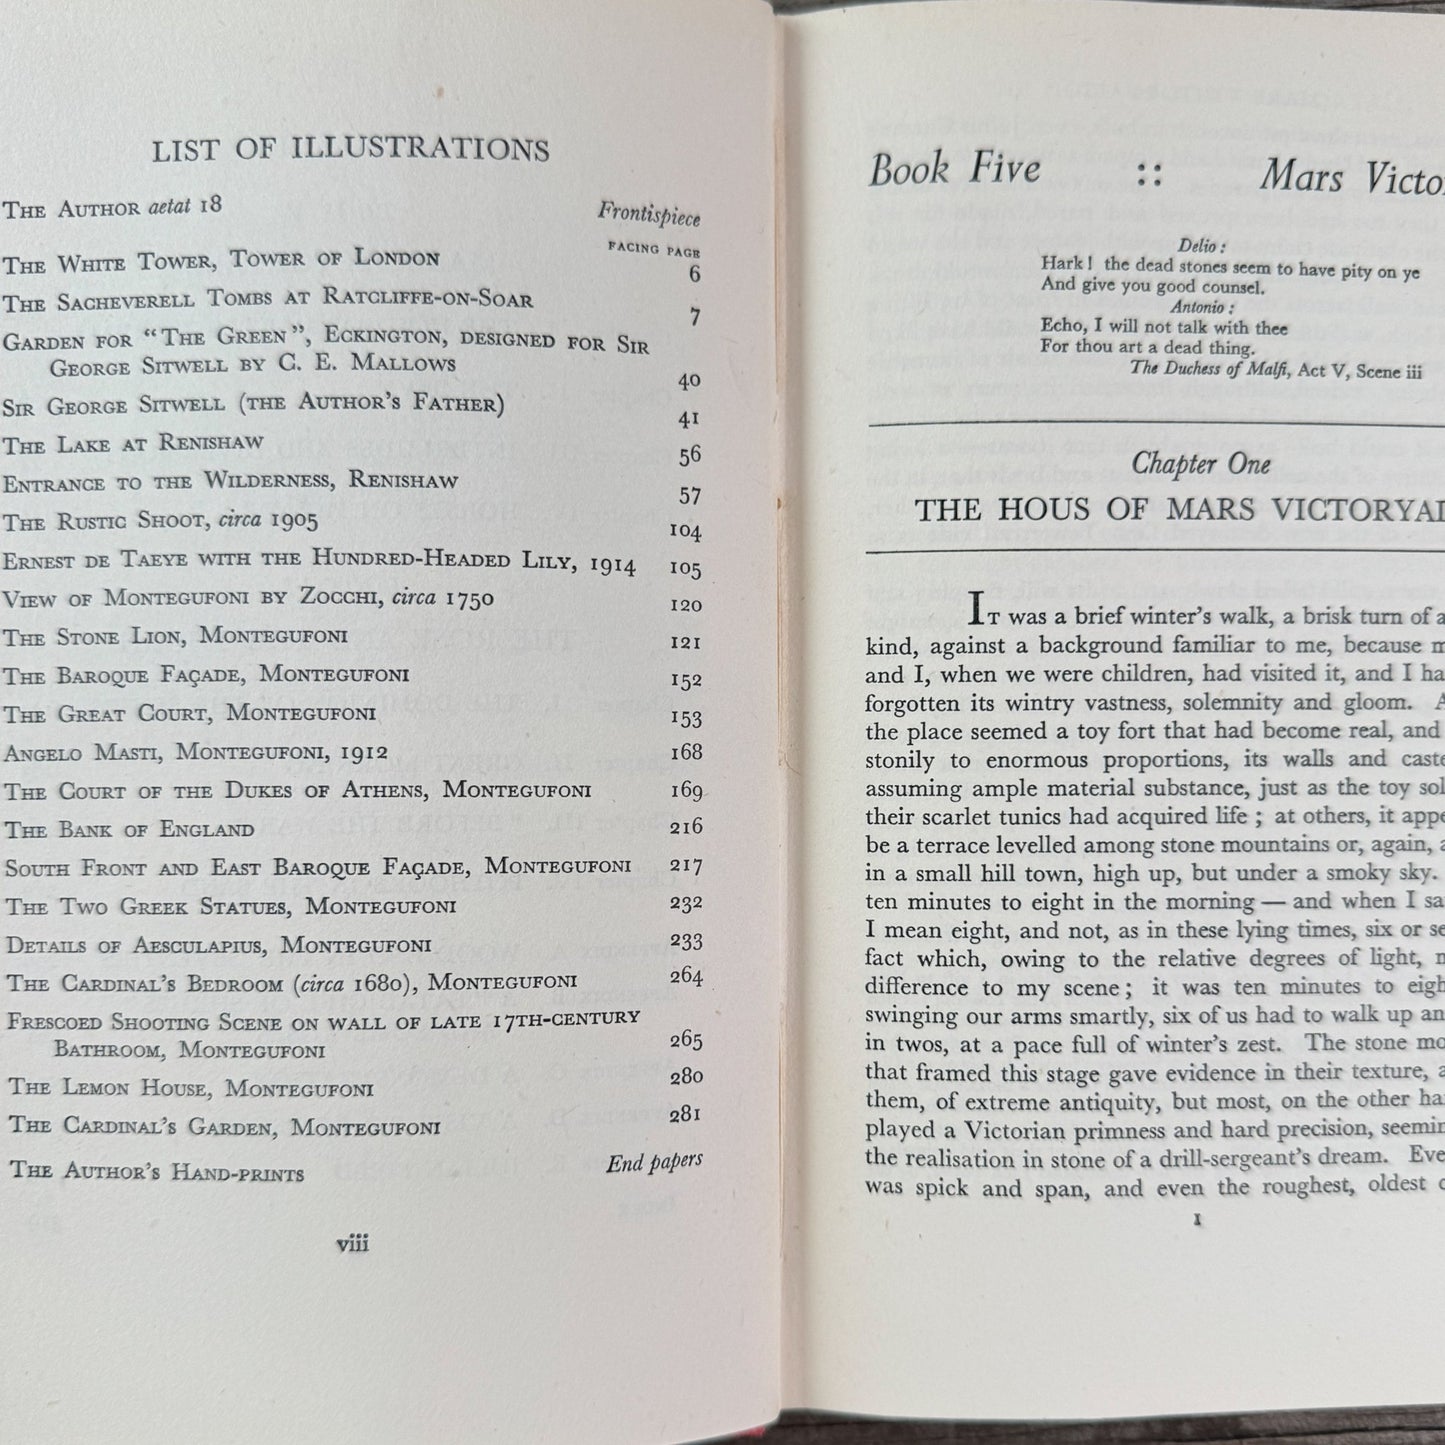 LIST OF ILLUSTRATIONS
THE AUTHOR aetat 18 Frontispiece
FACING PAGE
THE WHITE TOWER, TOWER OF LONDON 6
THE SACHEVERELL TOMBS AT RATCLIFFE-ON-SOAR 7
GARDEN FOR “THE GREEN”, ECKINGTON, DESIGNED FOR SIR
GEORGE SITWELL BY C. E. MALLOWS 40
SIR GEORGE SITWELL (THE AUTHOR’S FATHER) 41
THE LAKE AT RENISHAW 56
ENTRANCE TO THE WILDERNESS, RENISHAW 57
THE RUSTIC SHOOT, circa 1905 104
ERNEST DE TAEYE WITH THE HUNDRED-HEADED LILY, 1914 105
VIEW OF MONTEGUFONI BY ZOCCHI, circa 1750 120
THE STONE LION, MONTEGUFONI 121
THE BAROQUE FAÇADE, MONTEGUFONI 152
THE GREAT COURT, MONTEGUFONI 153
ANGELO MASTI, MONTEGUFONI, 1912 168
THE COURT OF THE DUKES OF ATHENS, MONTEGUFONI 169
THE BANK OF ENGLAND 216
SOUTH FRONT AND EAST BAROQUE FAÇADE, MONTEGUFONI 217
THE TWO GREEK STATUES, MONTEGUFONI 232
DETAILS OF AESCULAPIUS, MONTEGUFONI 233
THE CARDINAL’S BEDROOM (circa 1680), MONTEGUFONI 264
FRESCOED SHOOTING SCENE ON WALL OF LATE 17TH-CENTURY
BATHROOM, MONTEGUFONI 265
THE LEMON HOUSE, MONTEGUFONI 280
THE CARDINAL’S GARDEN, MONTEGUFONI 281
THE AUTHOR’S HAND-PRINTS End papers
viii
Book Five :: Mars Victo
Delio:
Hark! the dead stones seem to have pity on ye
And give you good counsel.
Antonio:
Echo, I will not talk with thee
For thou art a dead thing.
The Duchess of Malfi, Act V, Scene iii
Chapter One
THE HOUS OF MARS VICTORYAL
IT was a brief winter’s walk, a brisk turn of a
kind, against a background familiar to me, because m
and I, when we were children, had visited it, and I ha
forgotten its wintry vastness, solemnity and gloom. A
the place seemed a toy fort that had become real, and
stonily to enormous proportions, its walls and caste
assuming ample material substance, just as the toy sol
their scarlet tunics had acquired life; at others, it appe
be a terrace levelled among stone mountains or, again, a
in a small hill town, high up, but under a smoky sky.
ten minutes to eight in the morning — and when I sa
I mean eight, and not, as in these lying times, six or se
fact which, owing to the relative degrees of light, m
difference to my scene; it was ten minutes to eigh
swinging our arms smartly, six of us had to walk up an
in twos, at a pace full of winter’s zest. The stone mo
that framed this stage gave evidence in their texture, a
them, of extreme antiquity, but most, on the other ha
played a Victorian primness and hard precision, seemin
the realisation in stone of a drill-sergeant’s dream. Eve
was spick and span, and even the roughest, oldest c
1